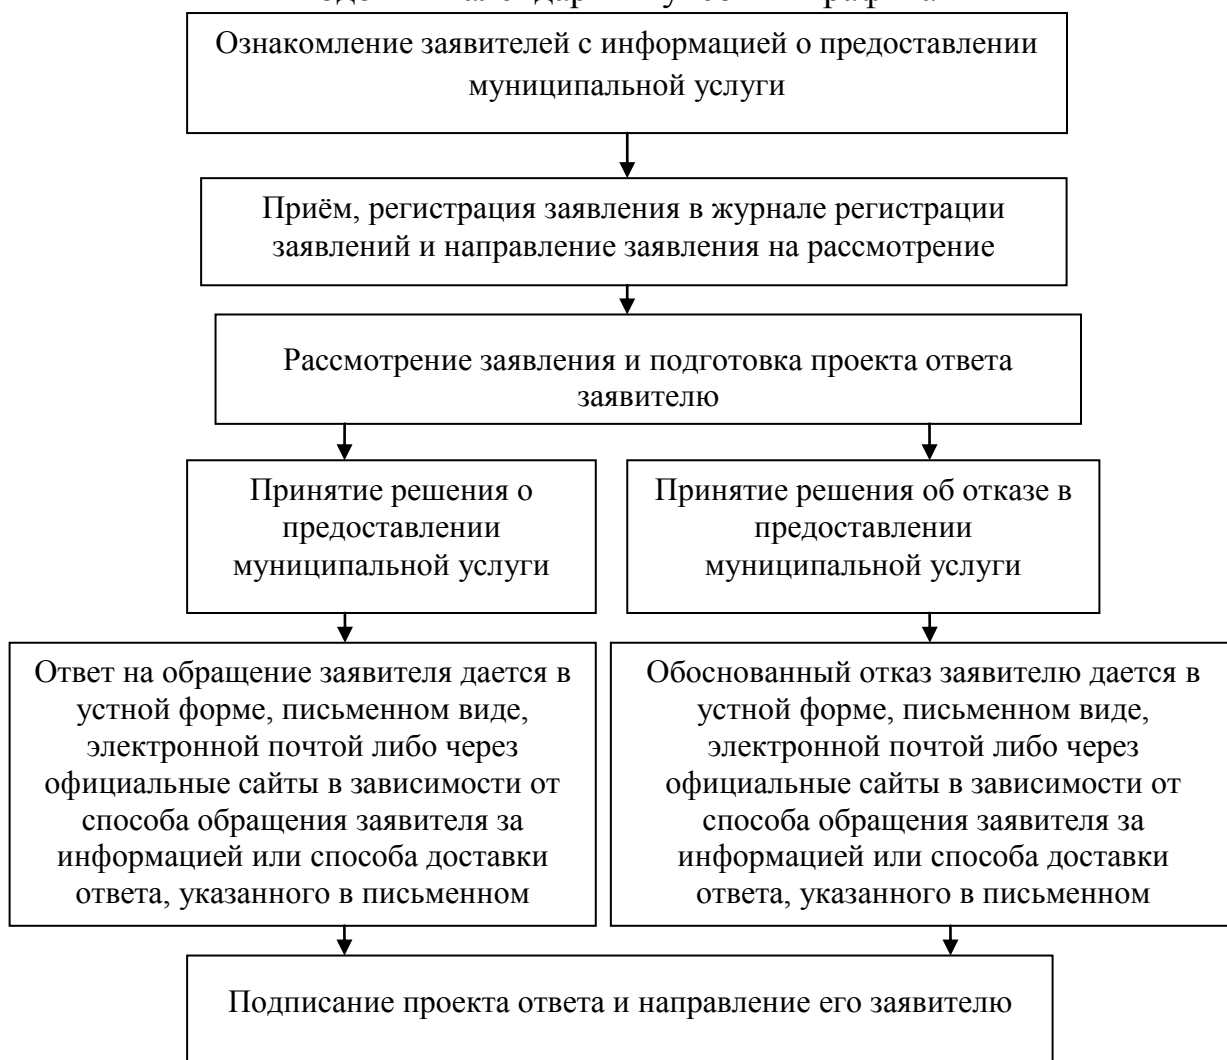 Ознакомление заявителей с информацией о предоставлении
муниципальной услуги
Приём, регистрация заявления в журнале регистрации
заявлений и направление заявления на рассмотрение
Рассмотрение заявления и подготовка проекта ответа
заявителю
Принятие решения о
предоставлении
муниципальной услуги
Принятие решения об отказе в
предоставлении
муниципальной услуги
Ответ на обращение заявителя дается в
устной форме, письменном виде,
электронной почтой либо через
официальные сайты в зависимости от
способа обращения заявителя за
информацией или способа доставки
ответа, указанного в письменном
Обоснованный отказ заявителю дается в
устной форме, письменном виде,
электронной почтой либо через
официальные сайты в зависимости от
способа обращения заявителя за
информацией или способа доставки
ответа, указанного в письменном
Подписание проекта ответа и направление его заявителю